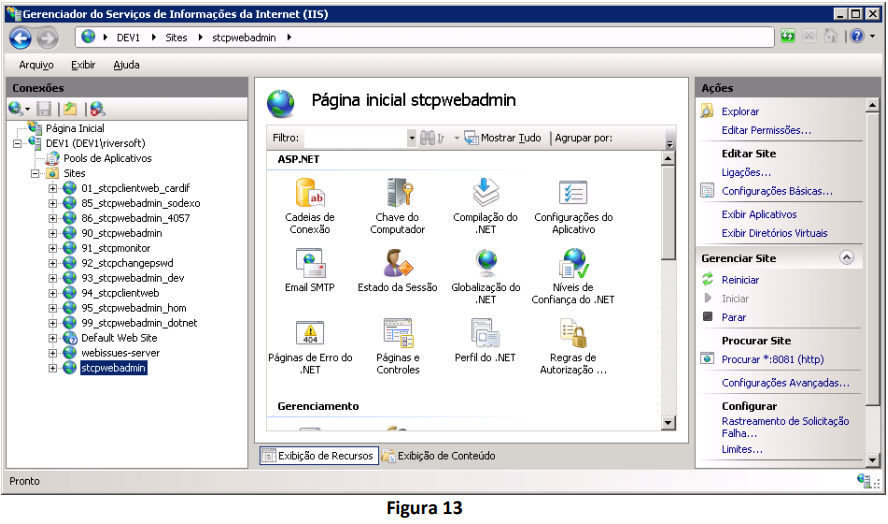 Gerenciador do Serviços de Informações da Internet (IIS)
DEV1 Sites stcpwebadmin
Arquivo Exibir Ajuda
Conexões
Página Inicial
DEV1 (DEV1\riversoft)
Pools de Aplicativos
Sites
01_stcpclientweb_cardif
85_stcpwebadmin_sodexo
86_stcpwebadmin_4057
90_stcpwebadmin
91_stcpmonitor
92_stcpchangepswd
93_stcpwebadmin_dev
94_stcpclientweb
95_stcpwebadmin_hom
99_stcpwebadmin_dotnet
Default Web Site
webissues-server
stcpwebadmin
Página inicial stcpwebadmin
Filtro: Ir Mostrar Tudo Agrupar por:
ASP.NET
Cadeias de
Conexão
Chave do
Computador
Compilação do
.NET
Configurações do
Aplicativo
Email SMTP
Estado da Sessão
Globalização do
.NET
Níveis de
Confiança do .NET
404
Páginas de Erro do
.NET
Páginas e
Controles
Perfil do .NET
Regras de
Autorização ...
Gerenciamento
Exibição de Recursos Exibição de Conteúdo
Ações
Explorar
Editar Permissões...
Editar Site
Ligações...
Configurações Básicas...
Exibir Aplicativos
Exibir Diretórios Virtuais
Gerenciar Site
Reiniciar
Iniciar
Parar
Procurar Site
Procurar *:8081 (http)
Configurações Avançadas...
Configurar
Rastreamento de Solicitação
Falha...
Limites...
Pronto
Figura 13